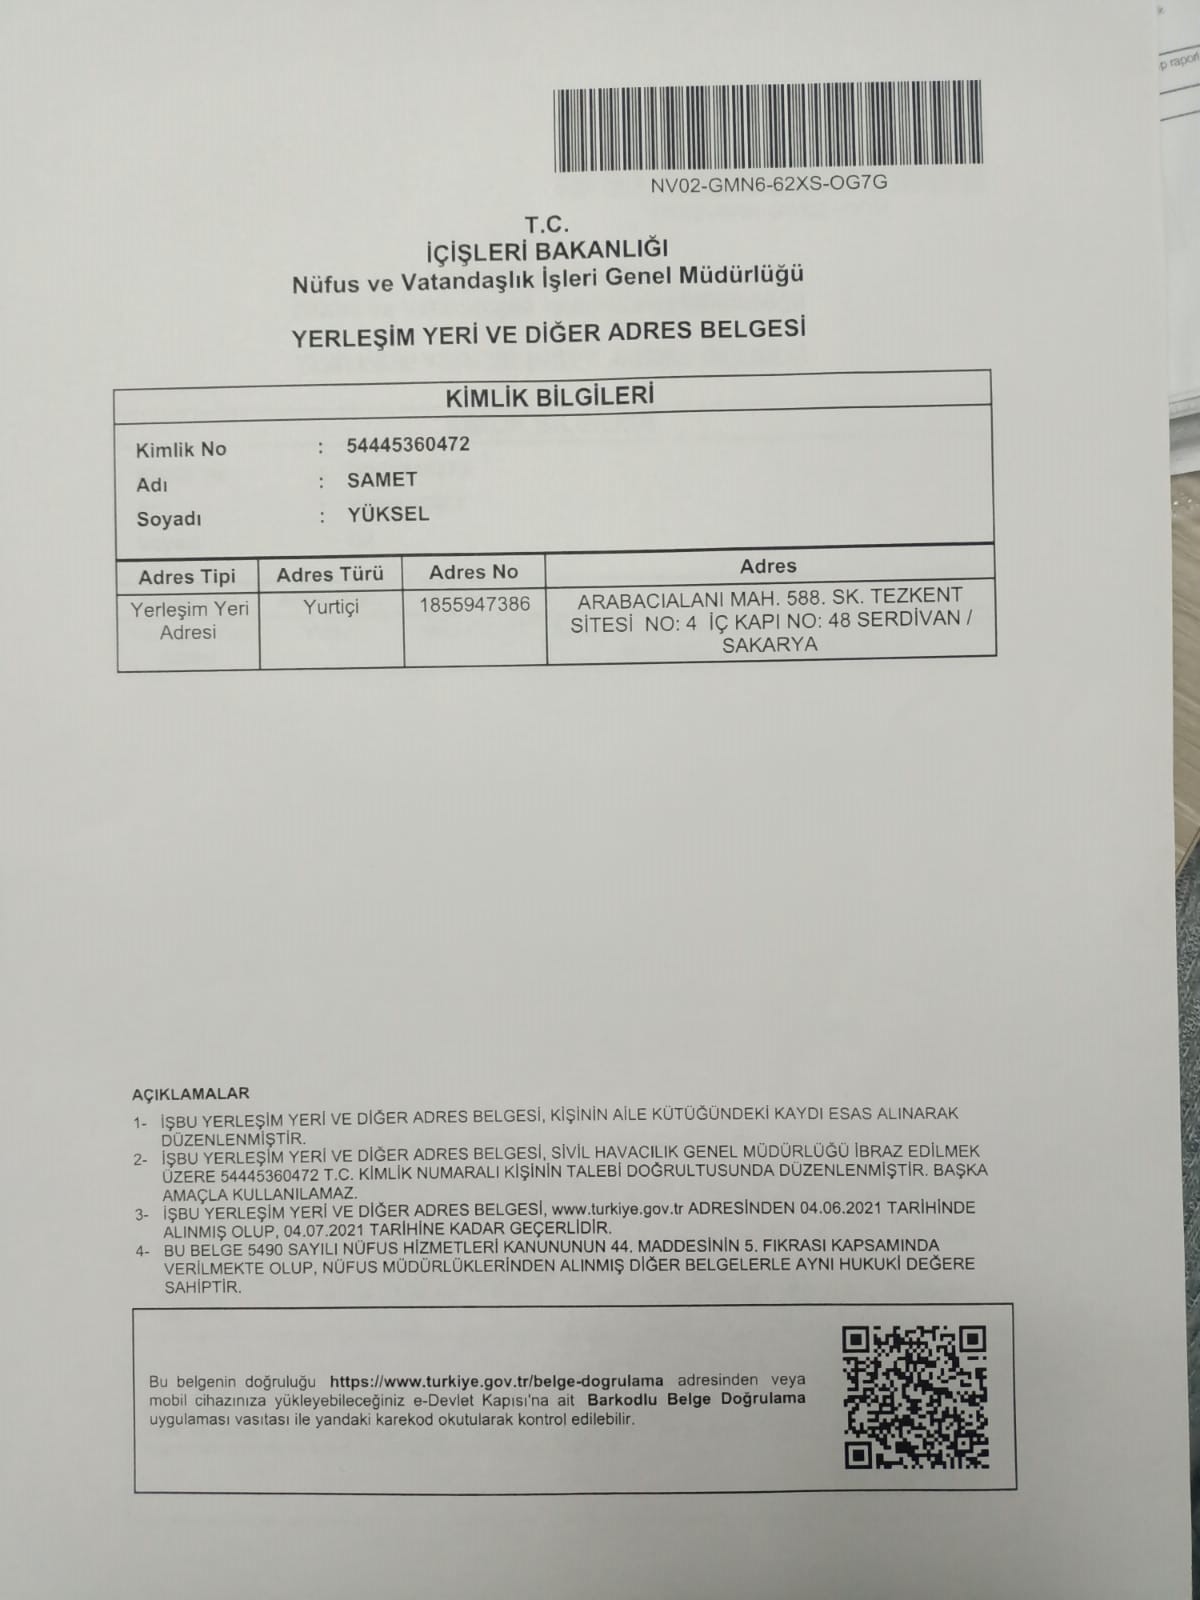 p rapor
NV02-GMN6-62XS-OG7G
T.C.
İÇİŞLERİ BAKANLIĞI
Nüfus ve Vatandaşlık İşleri Genel Müdürlüğü
YERLEŞİM YERİ VE DİĞER ADRES BELGESİ
KİMLİK BİLGİLERİ
Kimlik No : 54445360472
Adı : SAMET
Soyadı : YÜKSEL
Adres Tipi Adres Türü Adres No Adres
Yerleşim Yeri Yurtiçi 1855947386 ARABACIALANI MAH. 588. SK. TEZKENT
Adresi SİTESİ NO: 4 İÇ KAPI NO: 48 SERDİVAN /
SAKARYA
AÇIKLAMALAR
1- İŞBU YERLEŞİM YERİ VE DİĞER ADRES BELGESİ, KİŞİNİN AİLE KÜTÜĞÜNDEKİ KAYDI ESAS ALINARAK
DÜZENLENMİŞTİR.
2- İŞBU YERLEŞİM YERİ VE DİĞER ADRES BELGESİ, SİVİL HAVACILIK GENEL MÜDÜRLÜĞÜ İBRAZ EDİLMEK
ÜZERE 54445360472 T.C. KİMLİK NUMARALI KİŞİNİN TALEBİ DOĞRULTUSUNDA DÜZENLENMİŞTİR. BAŞKA
AMAÇLA KULLANILAMAZ.
3- İŞBU YERLEŞİM YERİ VE DİĞER ADRES BELGESİ, www.turkiye.gov.tr ADRESİNDEN 04.06.2021 TARİHİNDE
ALINMIŞ OLUP, 04.07.2021 TARİHİNE KADAR GEÇERLİDİR.
4- BU BELGE 5490 SAYILI NÜFUS HİZMETLERİ KANUNUNUN 44. MADDESİNİN 5. FIKRASI KAPSAMINDA
VERİLMEKTE OLUP, NÜFUS MÜDÜRLÜKLERİNDEN ALINMIŞ DİĞER BELGELERLE AYNI HUKUKİ DEĞERE
SAHİPTİR.
Bu belgenin doğruluğu https://www.turkiye.gov.tr/belge-dogrulama adresinden veya
mobil cihazınıza yükleyebileceğiniz e-Devlet Kapısı'na ait Barkodlu Belge Doğrulama
uygulaması vasıtası ile yandaki karekod okutularak kontrol edilebilir.